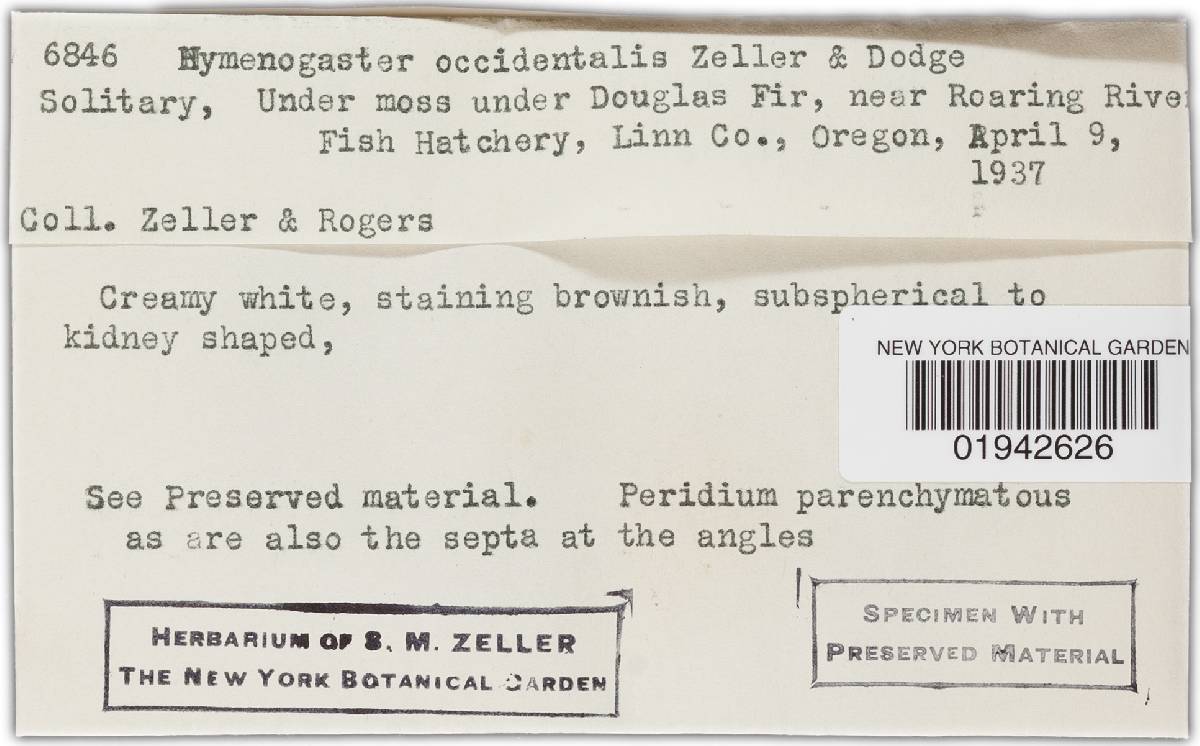 6846 Hymenogaster occidentalis Zeller & Dodge
Solitary, Under moss under Douglas Fir, near Roaring River
Fish Hatchery, Linn Co., Oregon, April 9,
1937
Coll. Zeller & Rogers
Creamy white, staining brownish, subspherical to
kidney shaped,
NEW YORK BOTANICAL GARDEN
01942626
See Preserved material. Peridium parenchymatous
as are also the septa at the angles
HERBARIUM OF S. M. ZELLER
THE NEW YORK BOTANICAL GARDEN
SPECIMEN WITH
PRESERVED MATERIAL